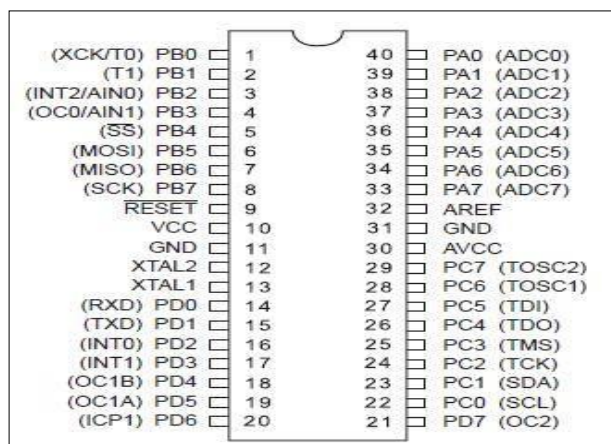 (XCK/T0) PB0 1 40 PA0 (ADC0)
(T1) PB1 2 39 PA1 (ADC1)
(INT2/AIN0) PB2 3 38 PA2 (ADC2)
(OC0/AIN1) PB3 4 37 PA3 (ADC3)
(SS) PB4 5 36 PA4 (ADC4)
(MOSI) PB5 6 35 PA5 (ADC5)
(MISO) PB6 7 34 PA6 (ADC6)
(SCK) PB7 8 33 PA7 (ADC7)
RESET 9 32 AREF
VCC 10 31 GND
GND 11 30 AVCC
XTAL2 12 29 PC7 (TOSC2)
XTAL1 13 28 PC6 (TOSC1)
(RXD) PD0 14 27 PC5 (TDI)
(TXD) PD1 15 26 PC4 (TDO)
(INT0) PD2 16 25 PC3 (TMS)
(INT1) PD3 17 24 PC2 (TCK)
(OC1B) PD4 18 23 PC1 (SDA)
(OC1A) PD5 19 22 PC0 (SCL)
(ICP1) PD6 20 21 PD7 (OC2)